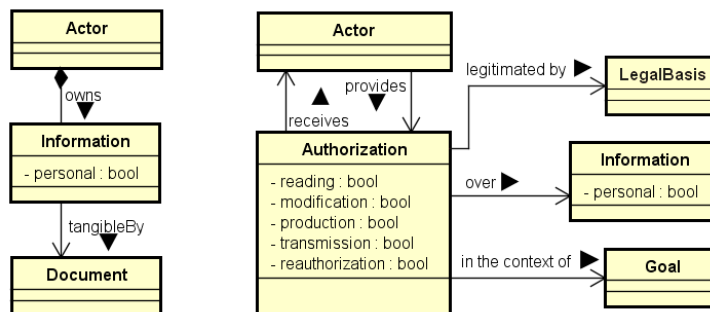 Actor
owns
Information
- personal : bool
tangibleBy
Document
Actor
receives
provides
Authorization
- reading : bool
- modification : bool
- production : bool
- transmission : bool
- reauthorization : bool
legitimated by
LegalBasis
over
Information
- personal : bool
in the context of
Goal